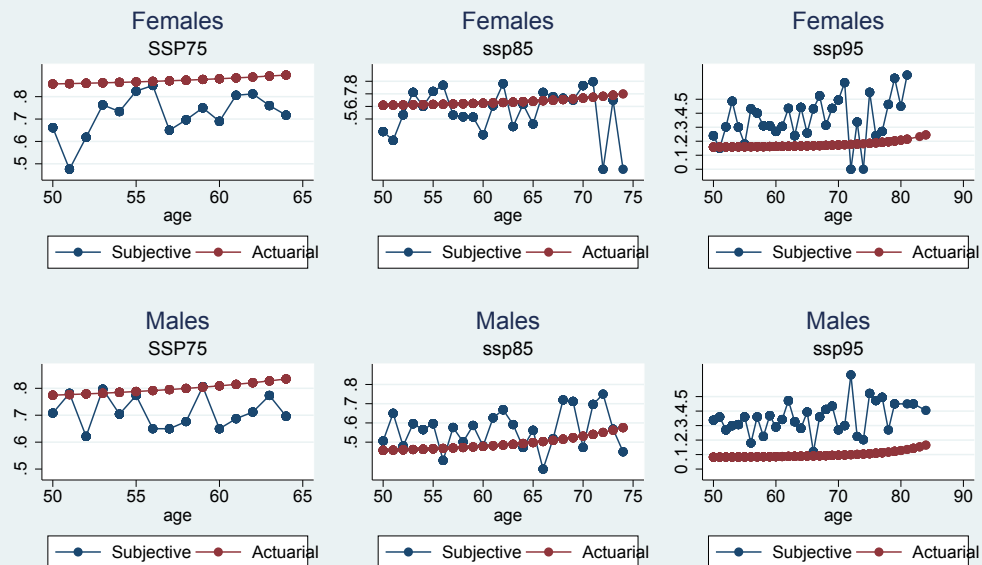 Females
SSP75
.8
.7
.6
.5
50 55 60 65
age
Subjective Actuarial
Females
ssp85
.5.6.7.8
50 55 60 65 70 75
age
Subjective Actuarial
Females
ssp95
0 .1.2.3.4.5
50 60 70 80 90
age
Subjective Actuarial
Males
SSP75
.8
.7
.6
.5
50 55 60 65
age
Subjective Actuarial
Males
ssp85
.8
.7
.6
.5
50 55 60 65 70 75
age
Subjective Actuarial
Males
ssp95
0 .1.2.3.4.5
50 60 70 80 90
age
Subjective Actuarial